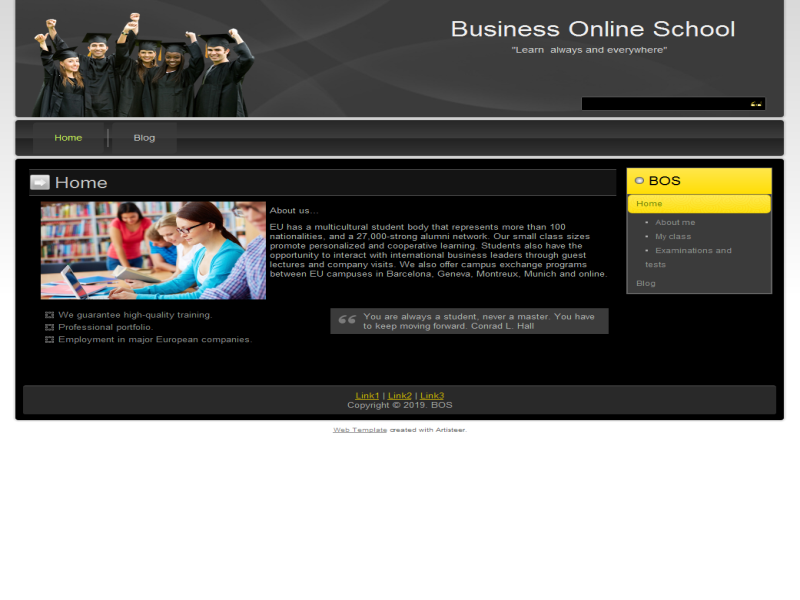 Business Online School
"Learn always and everywhere"
Home
Blog
Home
About us...
EU has a multicultural student body that represents more than 100
nationalities, and a 27,000-strong alumni network. Our small class sizes
promote personalized and cooperative learning. Students also have the
opportunity to interact with international business leaders through guest
lectures and company visits. We also offer campus exchange programs
between EU campuses in Barcelona, Geneva, Montreux, Munich and online.
We guarantee high-quality training.
Professional portfolio.
Employment in major European companies.
You are always a student, never a master. You have
to keep moving forward. Conrad L. Hall
BOS
Home
About me
My class
Examinations and
tests
Blog
Link1 | Link2 | Link3
Copyright © 2019. BOS
Web Template created with Artisteer.